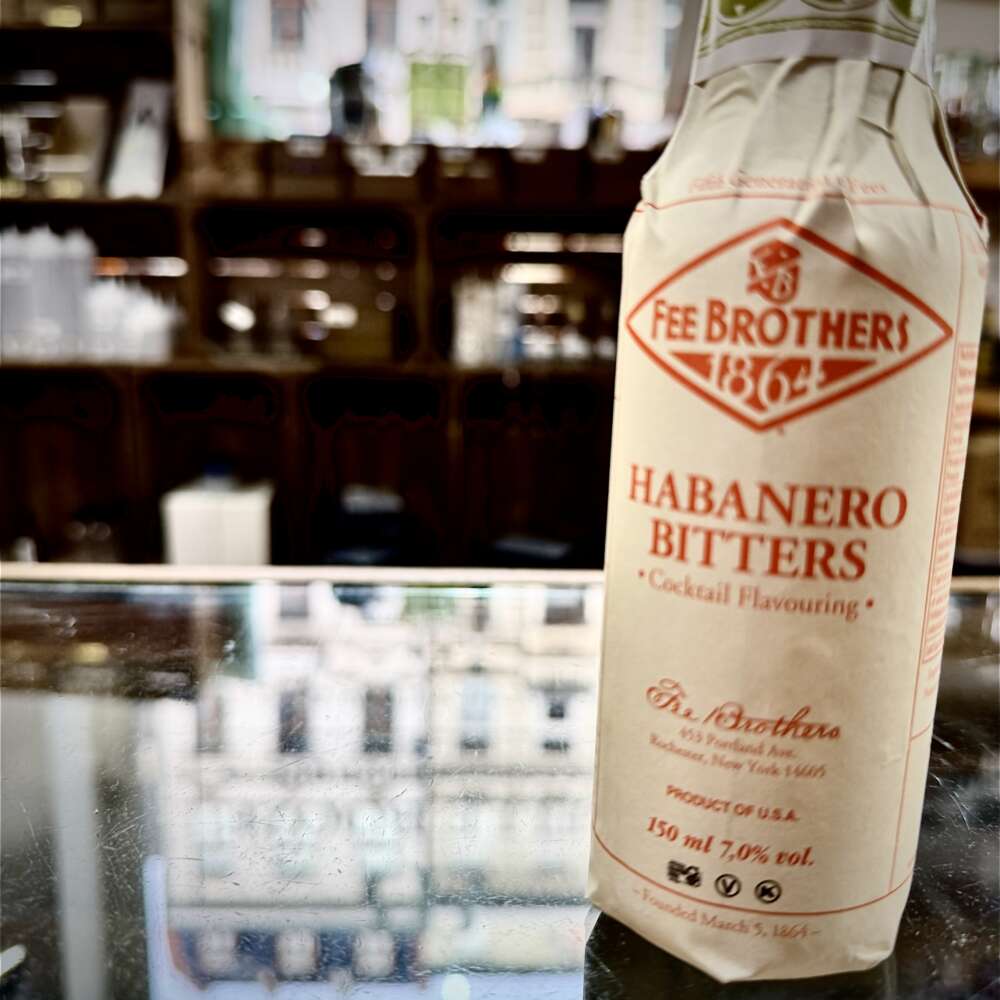 FEE BROTHERS
1864
HABANERO
BITTERS
• Cocktail Flavouring •
Fee Brothers
453 Portland Ave.
Rochester, New York 14605
PRODUCT OF U.S.A.
150 ml 7,0% vol.
V K
~ Founded March 5, 1864 ~